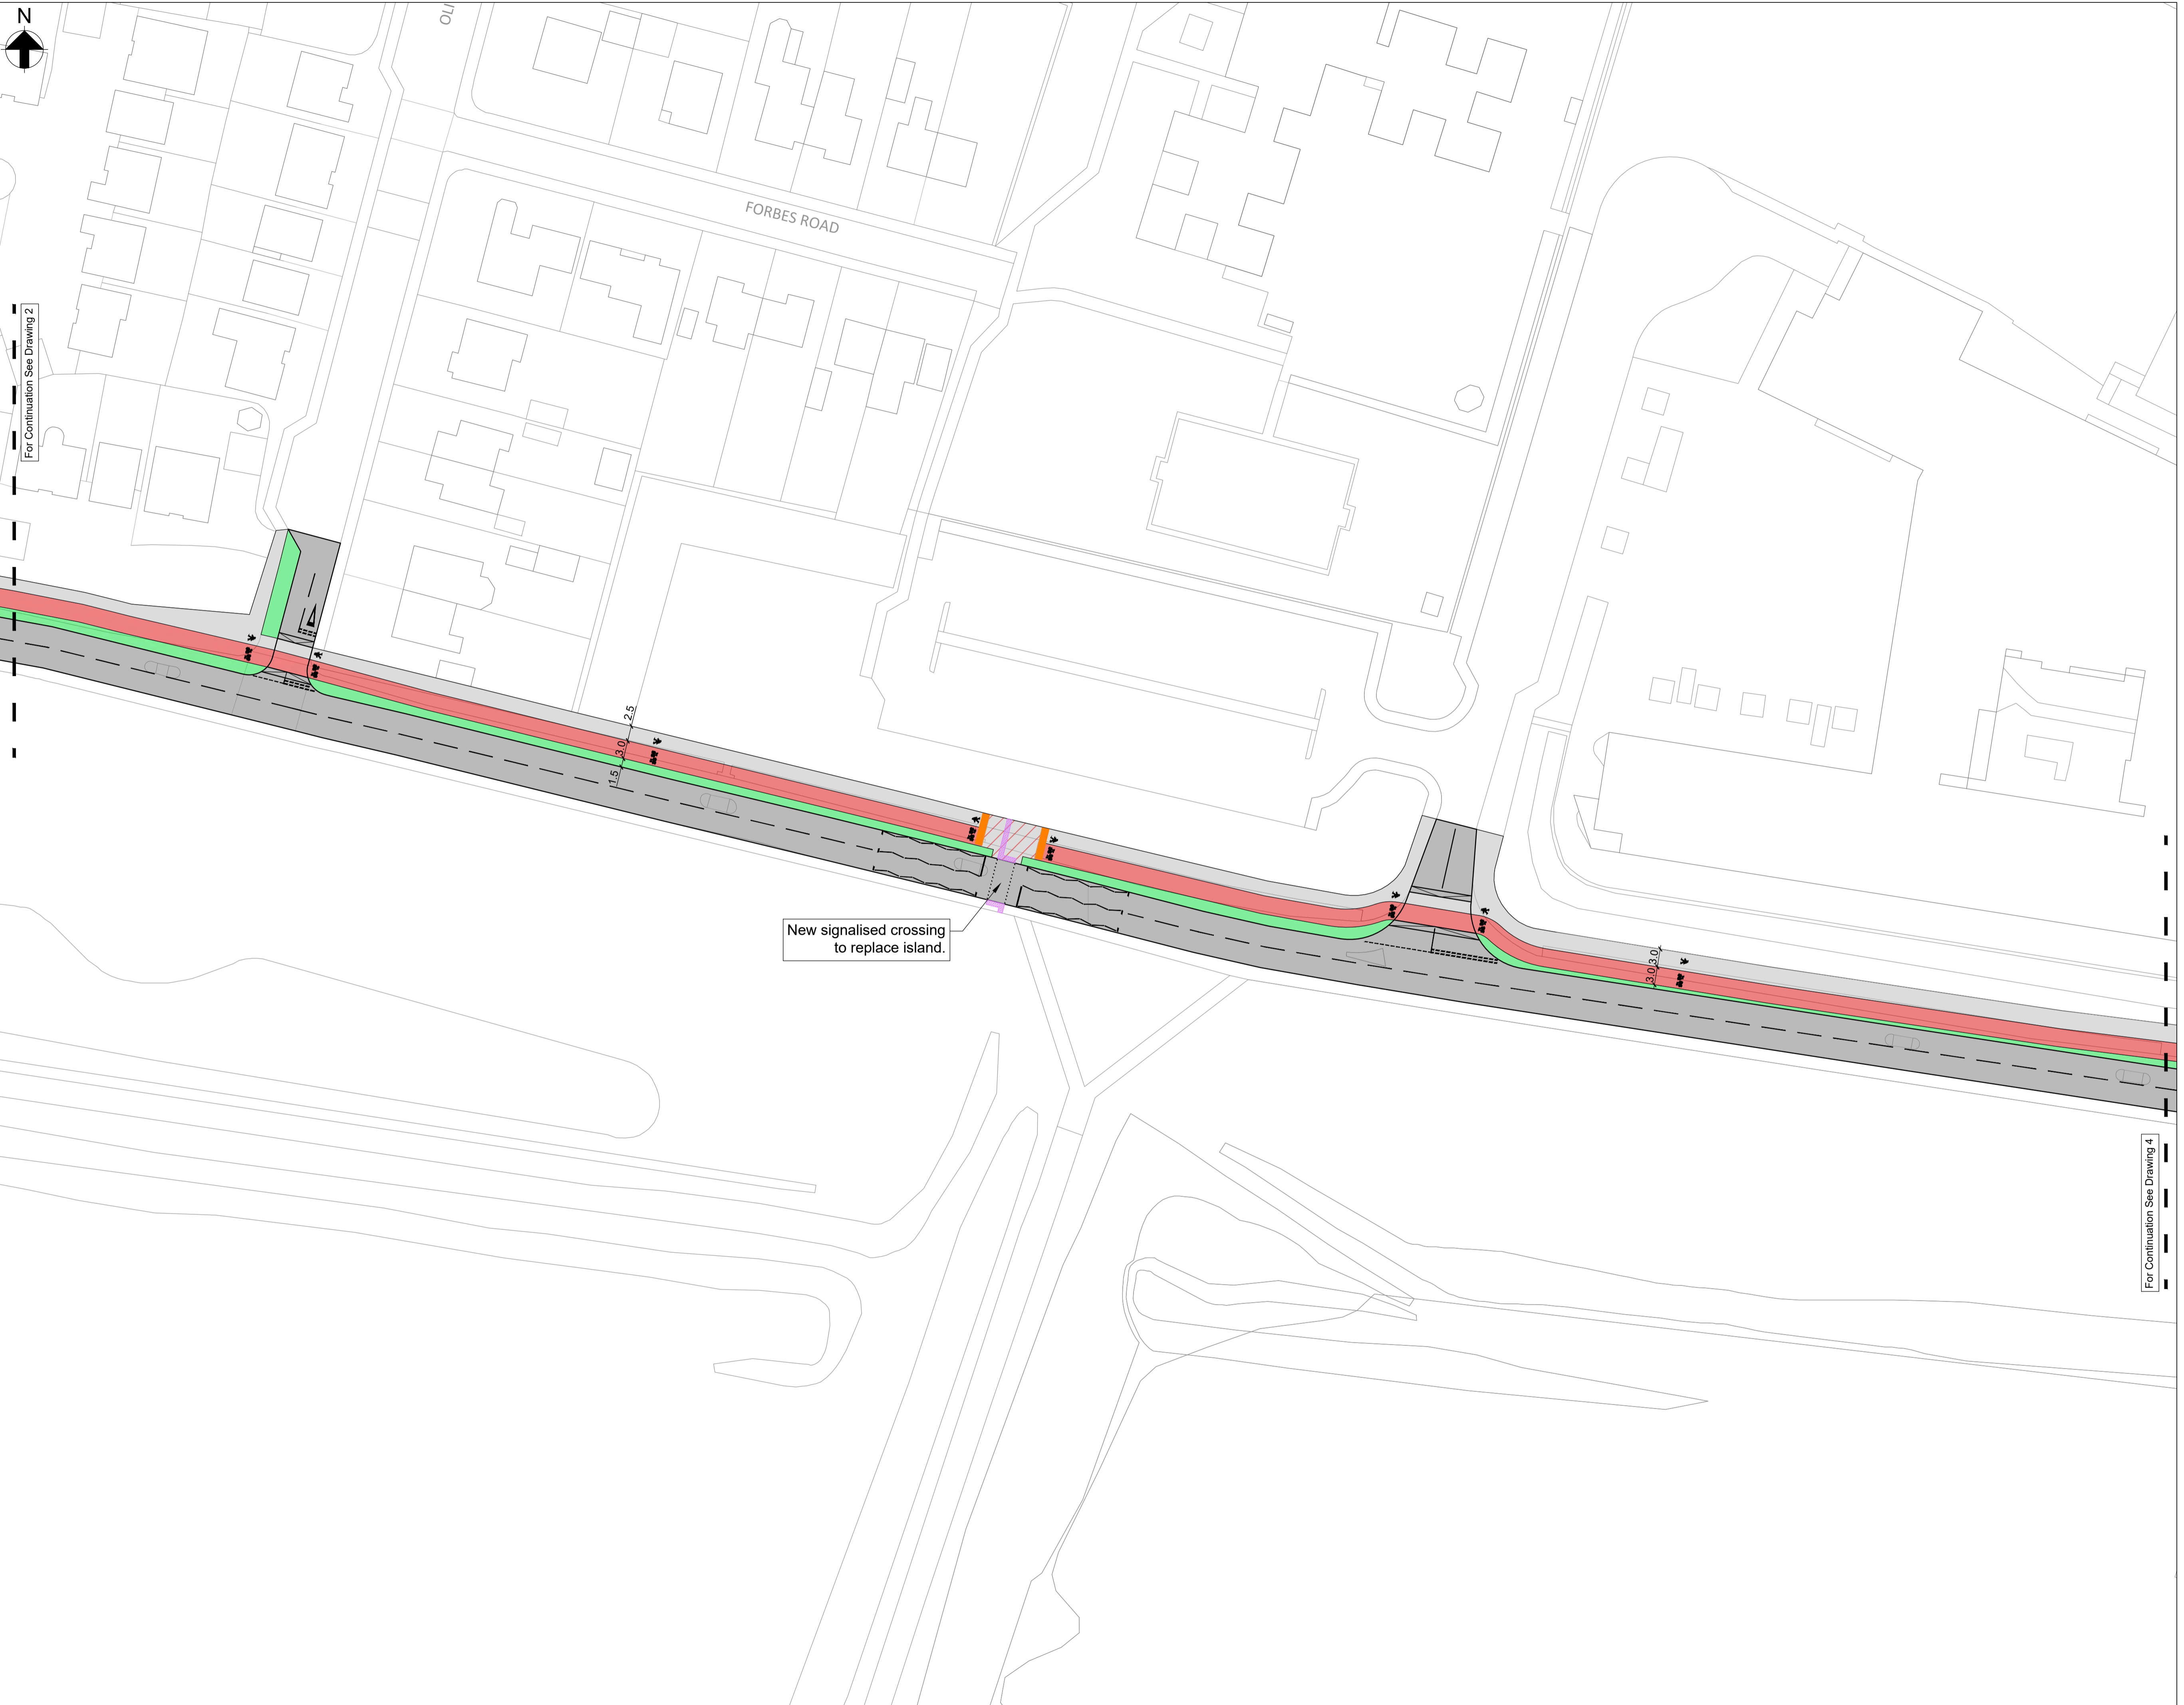 N
OLI
FORBES ROAD
For Continuation See Drawing 2
2.5
3.0
1.5
New signalised crossing
to replace island.
3.0
3.0
For Continuation See Drawing 4